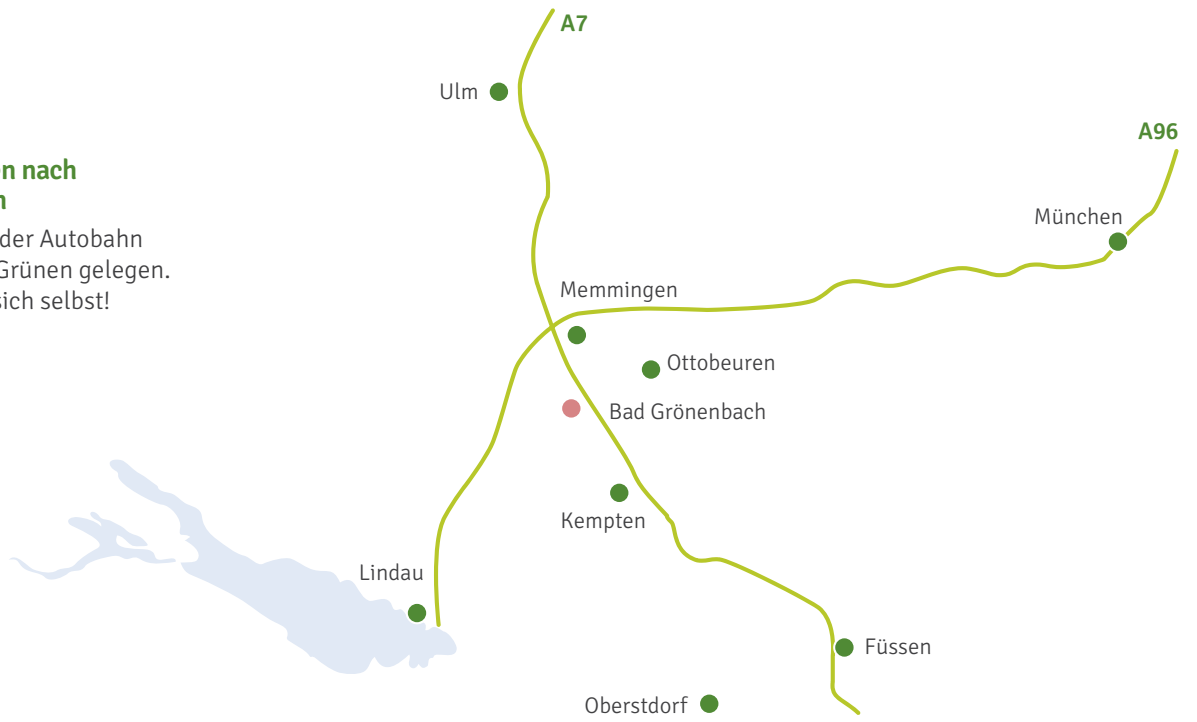 A7
Ulm
A96
en nach
n
der Autobahn
Grünen gelegen.
sich selbst!
München
Memmingen
Ottobeuren
Bad Grönenbach
Kempten
Lindau
Füssen
Oberstdorf